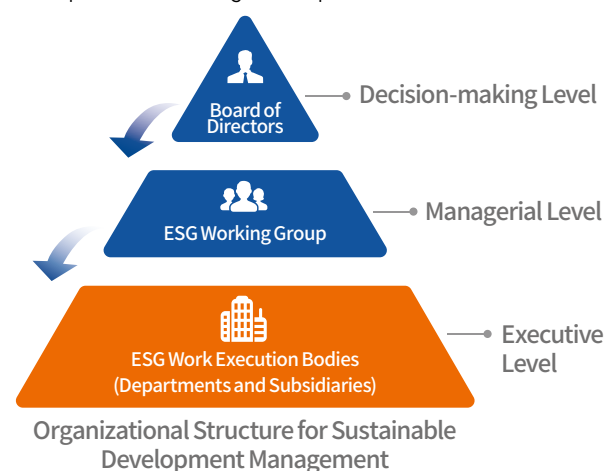 Board of
Directors
Decision-making Level
ESG Working Group
Managerial Level
ESG Work Execution Bodies
(Departments and Subsidiaries)
Executive
Level
Organizational Structure for Sustainable
Development Management